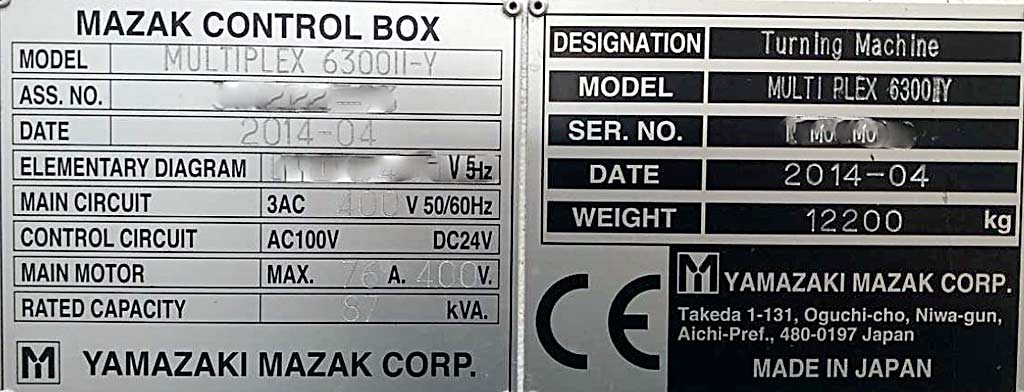 MAZAK CONTROL BOX
MODEL MULTIPLEX 6300II-Y
ASS. NO.
DATE 2014-04
ELEMENTARY DIAGRAM V 5Hz
MAIN CIRCUIT 3AC 400 V 50/60Hz
CONTROL CIRCUIT AC100V DC24V
MAIN MOTOR MAX. 76 A. 400 V.
RATED CAPACITY 87 kVA.
YAMAZAKI MAZAK CORP.
DESIGNATION Turning Machine
MODEL MULTI PLEX 6300IIY
SER. NO.
DATE 2014-04
WEIGHT 12200 kg
CE
YAMAZAKI MAZAK CORP.
Takeda 1-131, Oguchi-cho, Niwa-gun,
Aichi-Pref., 480-0197 Japan
MADE IN JAPAN